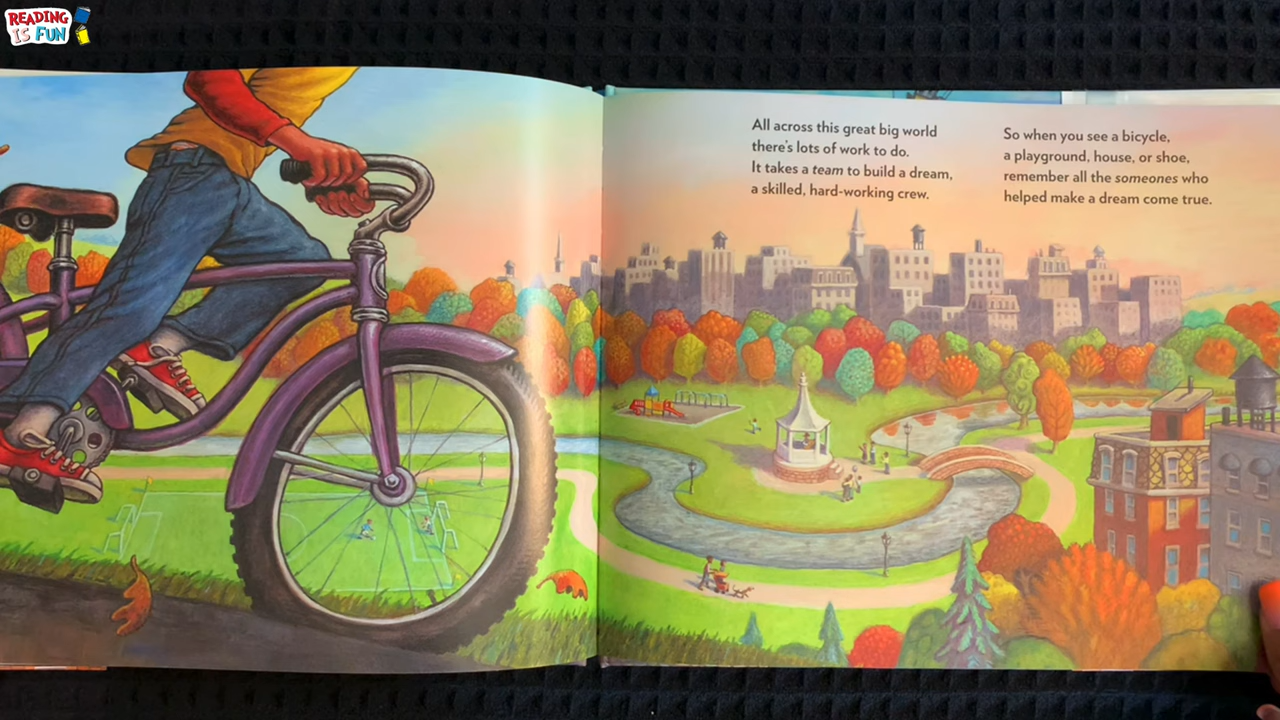 READING
IS FUN
All across this great big world
there's lots of work to do.
It takes a team to build a dream,
a skilled, hard-working crew.
So when you see a bicycle,
a playground, house, or shoe,
remember all the someones who
helped make a dream come true.